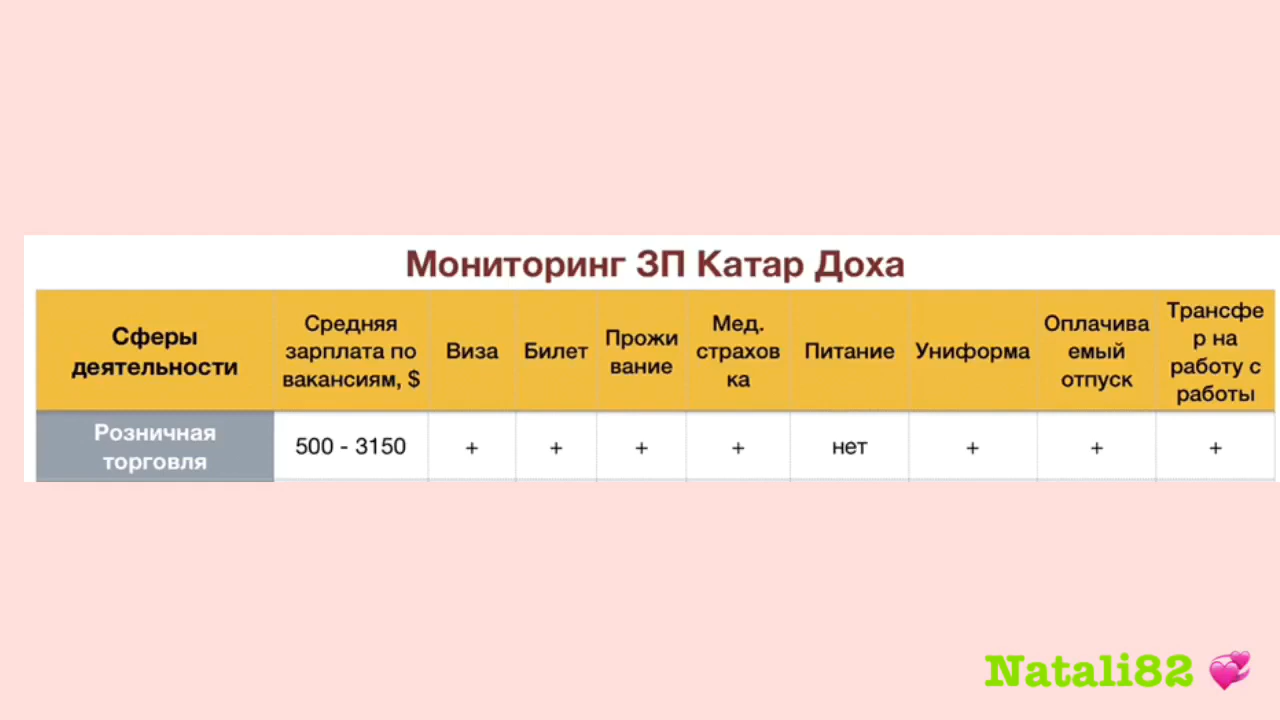 Мониторинг ЗП Катар Доха
Сферы
деятельности
Средняя
зарплата по
вакансиям, $
Виза
Билет
Прожи
вание
Мед.
страхов
ка
Питание
Униформа
Оплачива
емый
отпуск
Трансфе
р на
работу с
работы
Розничная
торговля
500 - 3150
+
+
+
+
нет
+
+
+
Natali82 💞